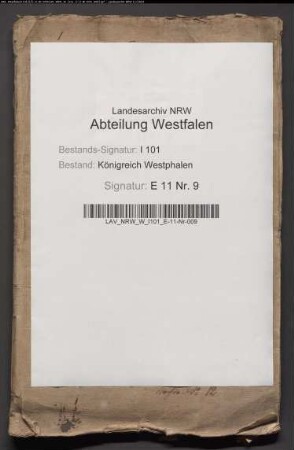 Landesarchiv NRW
Abteilung Westfalen
Bestands-Signatur: I 101
Bestand: Königreich Westphalen
Signatur: E 11 Nr. 9
LAV_NRW_W_I101_E-11-Nr-009